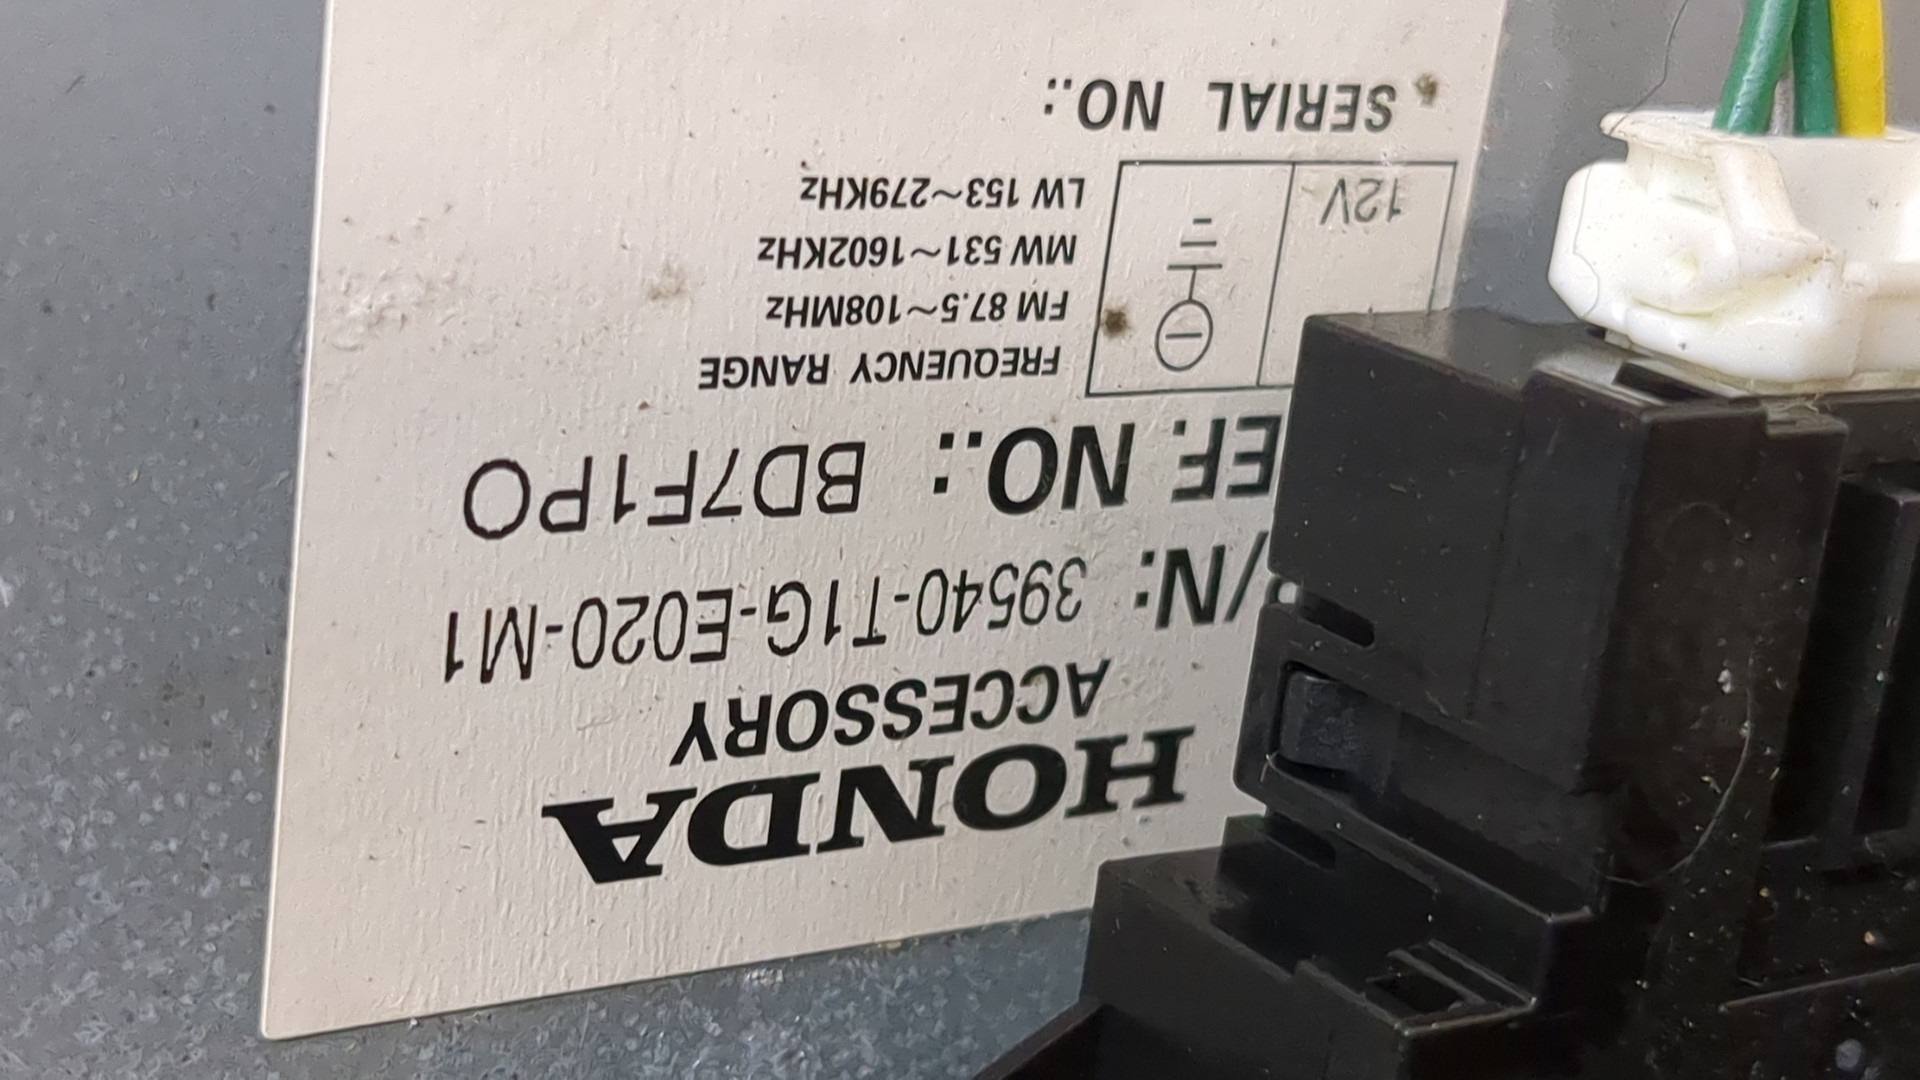 HONDA
ACCESSORY
P/N: 39540-T1G-E020-M1
EF. NO.: BD7F1PO
FREQUENCY RANGE
FM 87.5~108MHz
MW 531~1602KHz
LW 153~279KHz
12V
SERIAL NO.: